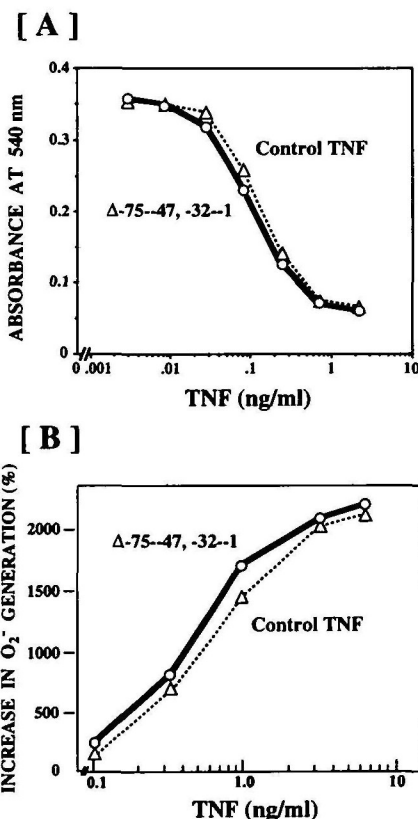 [ A ]
ABSORBANCE AT 540 nm
0.4
0.3
0.2
0.1
0
Control TNF
Δ-75--47, -32--1
0 .001 .01 .1 1 10
TNF (ng/ml)
[ B ]
INCREASE IN O₂⁻ GENERATION (%)
2000
1500
1000
500
0
Δ-75--47, -32--1
Control TNF
0.1 1.0 10
TNF (ng/ml)